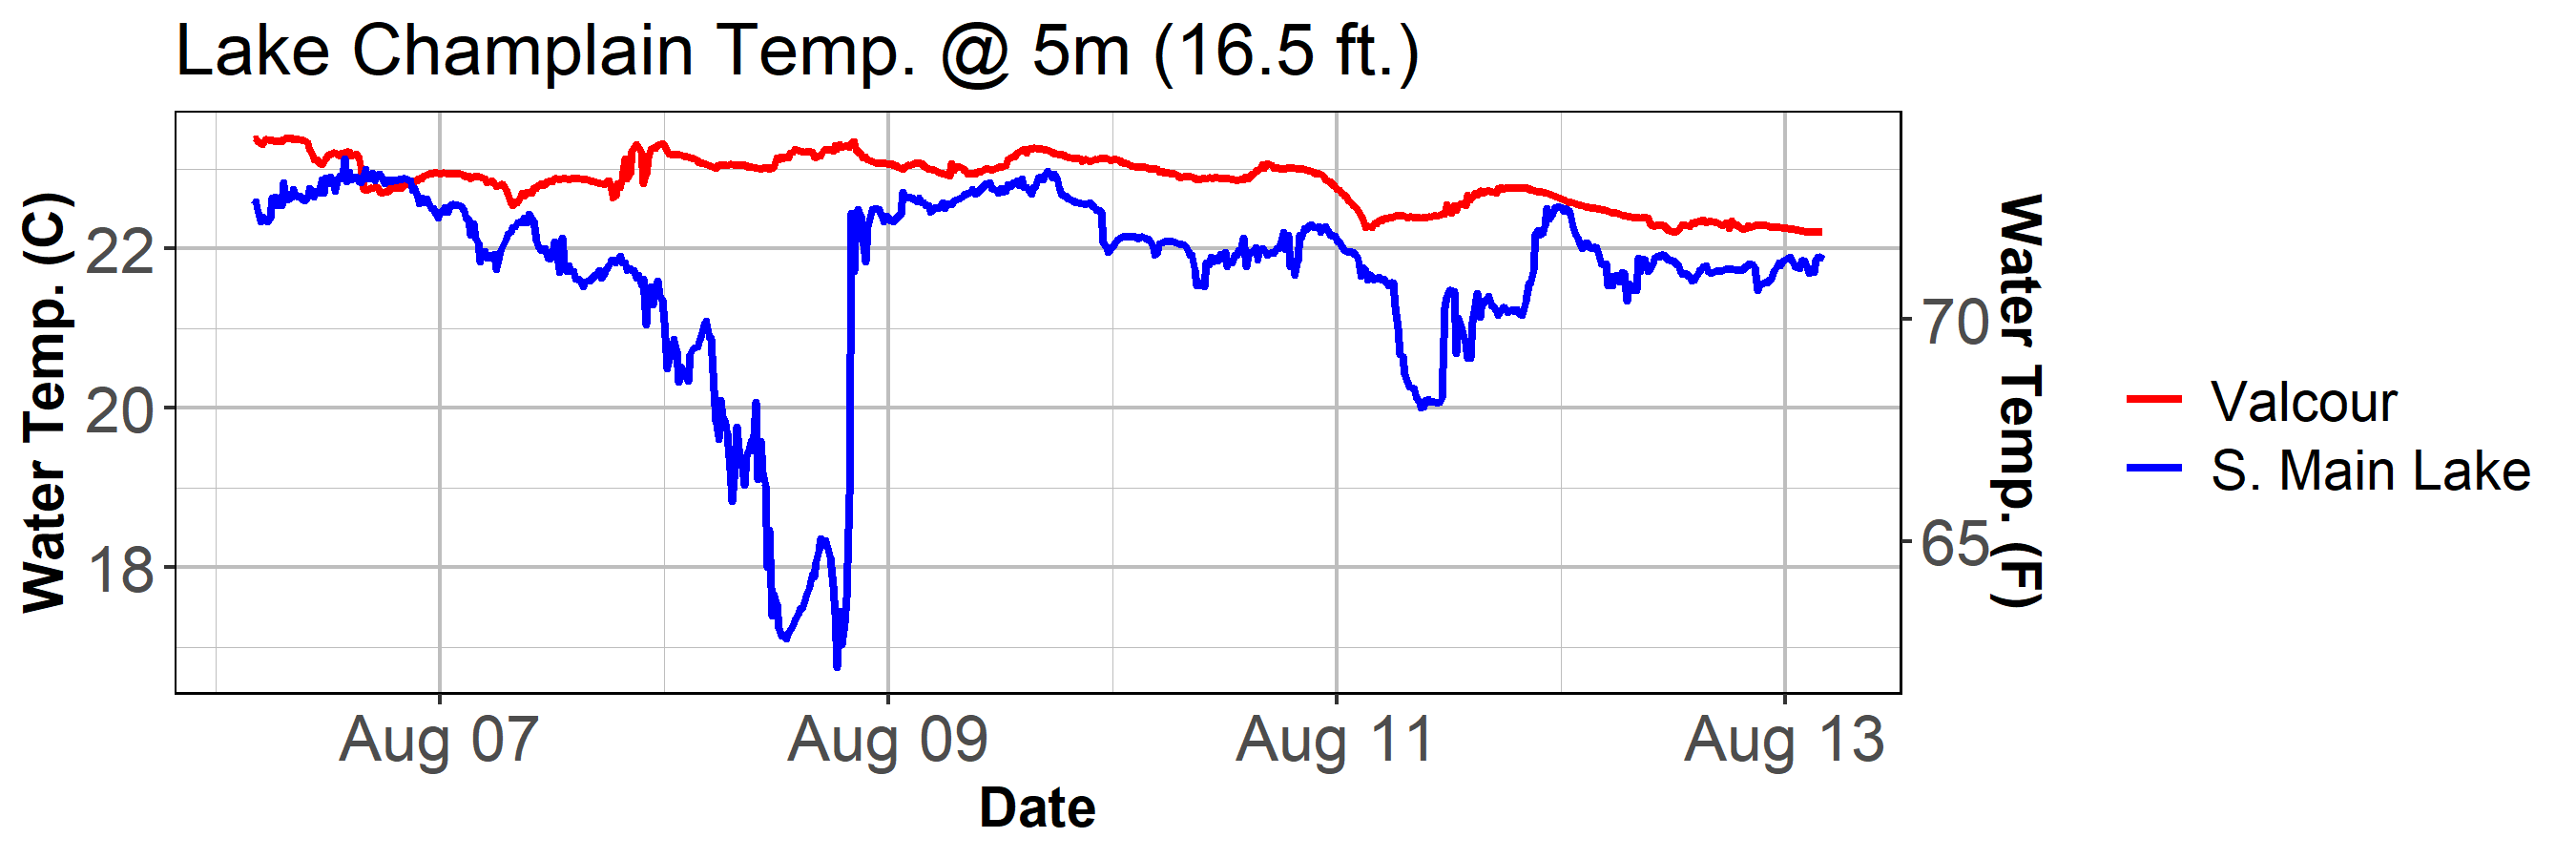 Lake Champlain Temp. @ 5m (16.5 ft.)
Water Temp. (C)
22
20
18
70
65
Water Temp. (F)
Aug 07
Aug 09
Aug 11
Aug 13
Date
Valcour
S. Main Lake